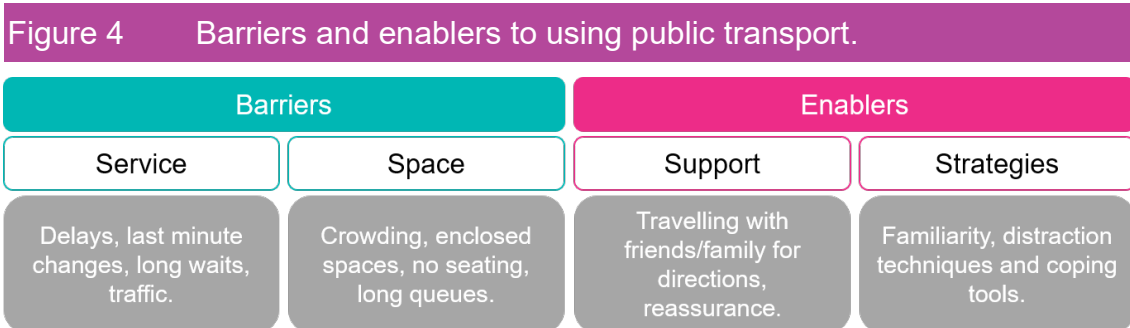 Figure 4 Barriers and enablers to using public transport.
Barriers
Enablers
Service
Space
Support
Strategies
Delays, last minute
changes, long waits,
traffic.
Crowding, enclosed
spaces, no seating,
long queues.
Travelling with
friends/family for
directions,
reassurance.
Familiarity, distraction
techniques and coping
tools.